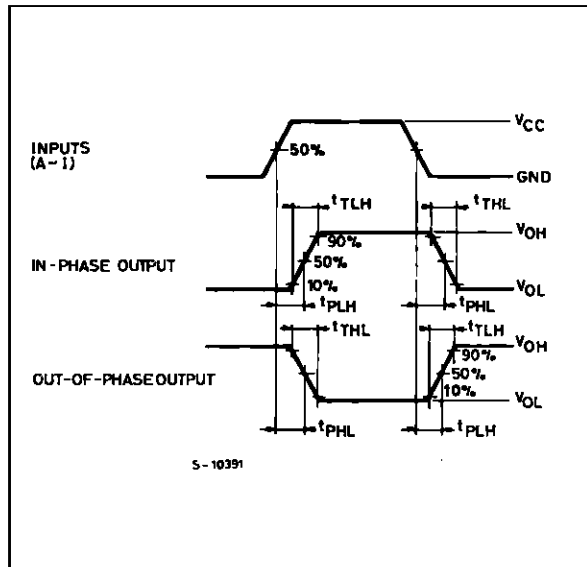 VCC
INPUTS
(A-I)
50%
GND
tTLH
tTHL
VOH
90%
IN-PHASE OUTPUT
50%
10%
VOL
tPLH
tPHL
tTHL
tTLH
VOH
90%
OUT-OF-PHASE OUTPUT
50%
10%
VOL
tPHL
tPLH
S-10391